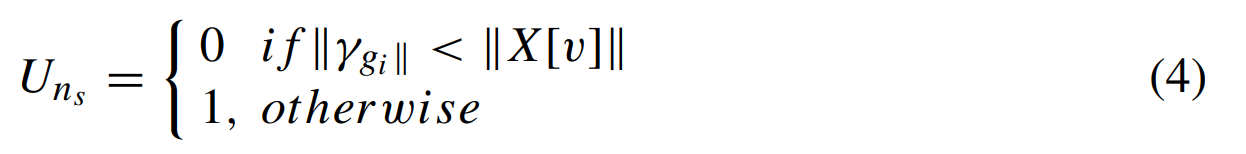 U_{n_s} = { 0 if ‖γ_{g_i‖} < ‖X[v]‖
1, otherwise (4)